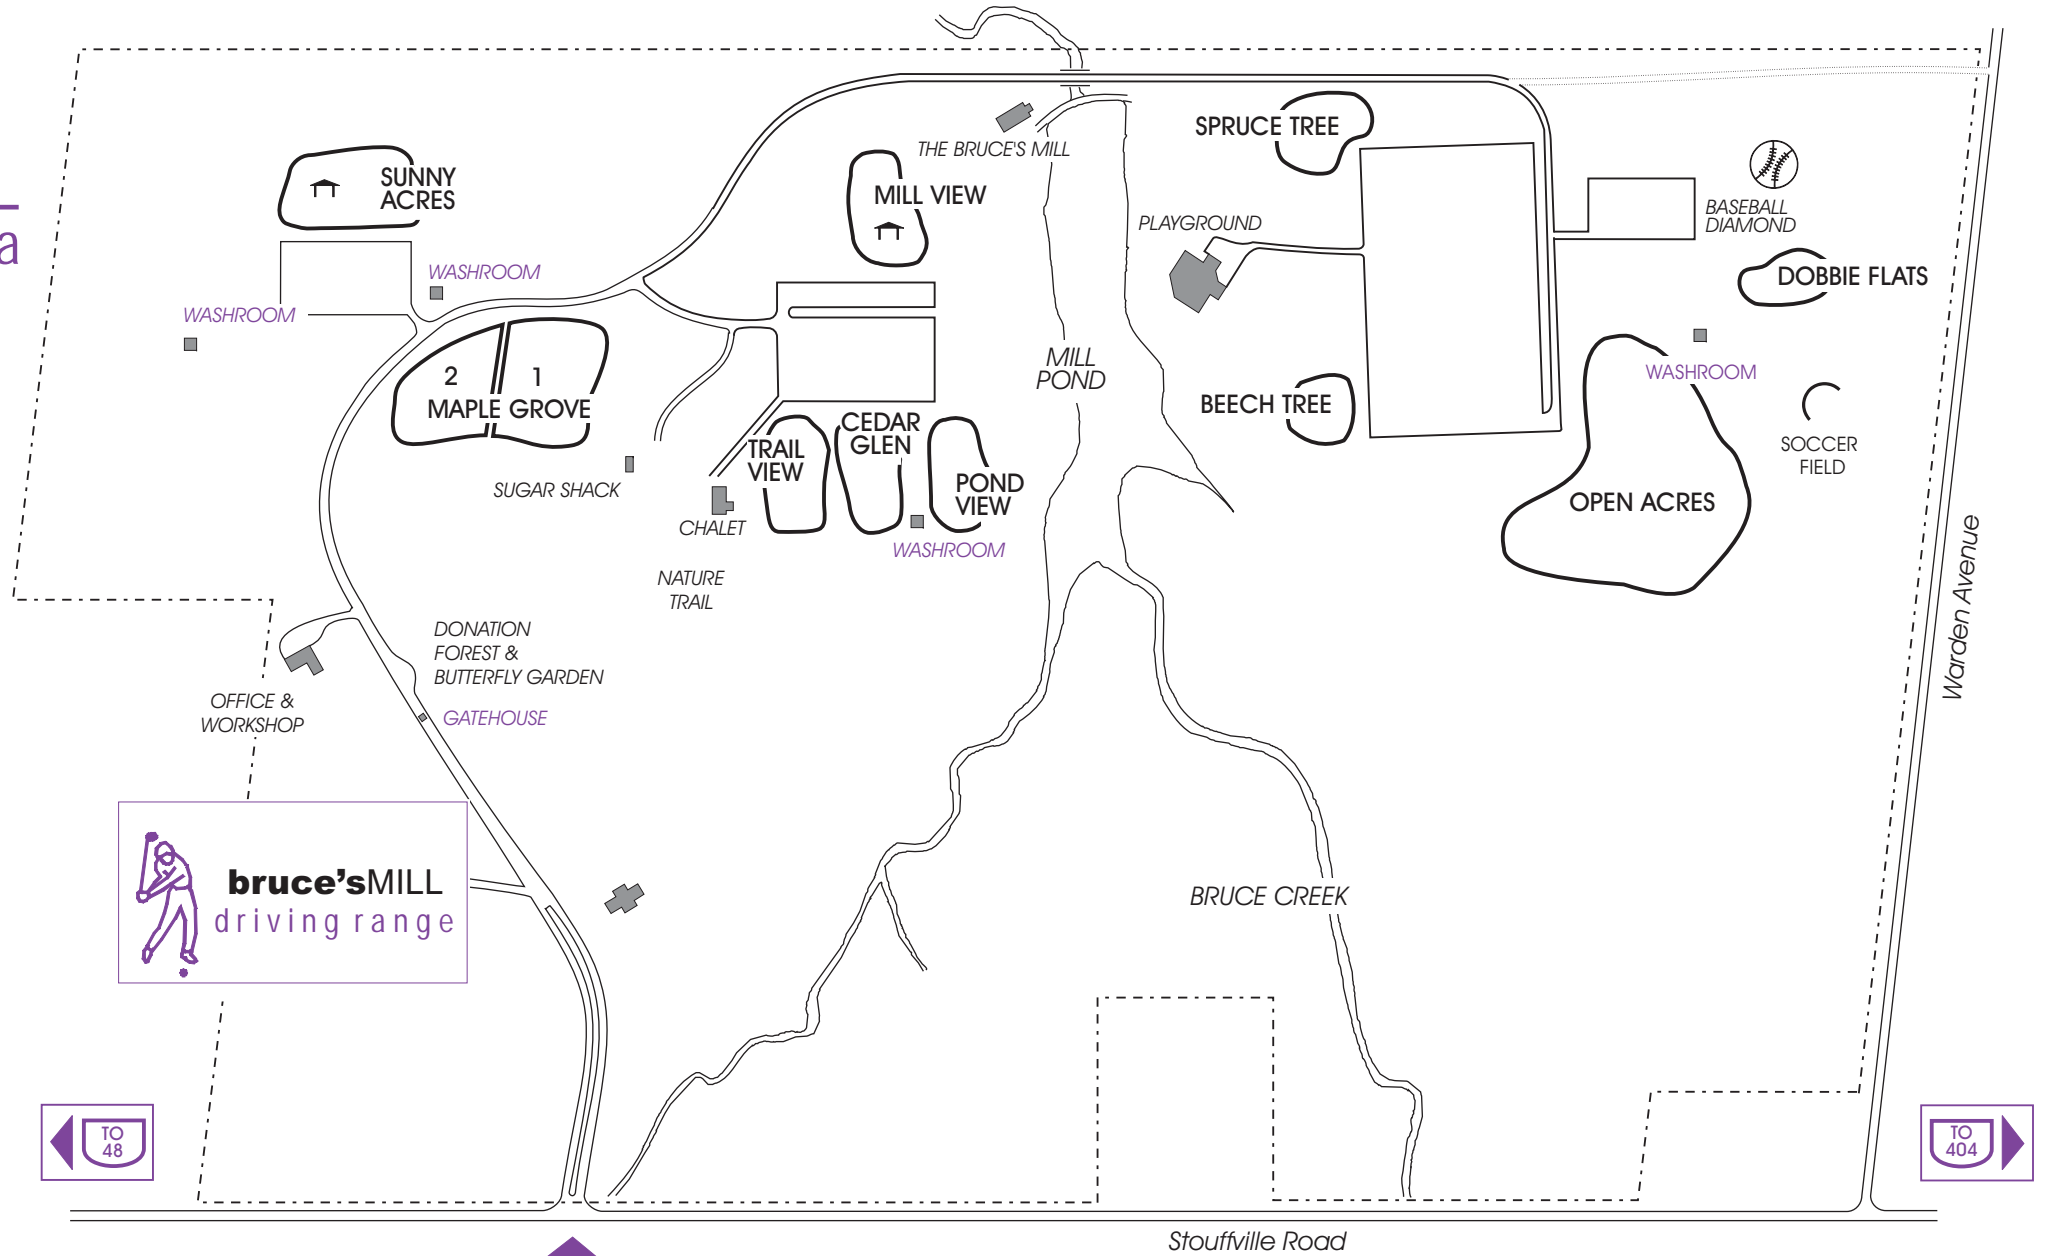 a
SUNNY
ACRES
WASHROOM
WASHROOM
2
1
MAPLE GROVE
THE BRUCE'S MILL
MILL VIEW
SPRUCE TREE
PLAYGROUND
BASEBALL
DIAMOND
DOBBIE FLATS
WASHROOM
MILL
POND
BEECH TREE
SOCCER
FIELD
OPEN ACRES
SUGAR SHACK
TRAIL
VIEW
CEDAR
GLEN
POND
VIEW
CHALET
WASHROOM
NATURE
TRAIL
DONATION
FOREST &
BUTTERFLY GARDEN
OFFICE &
WORKSHOP
GATEHOUSE
Warden Avenue
bruce'sMILL
driving range
BRUCE CREEK
TO
48
TO
404
Stouffville Road